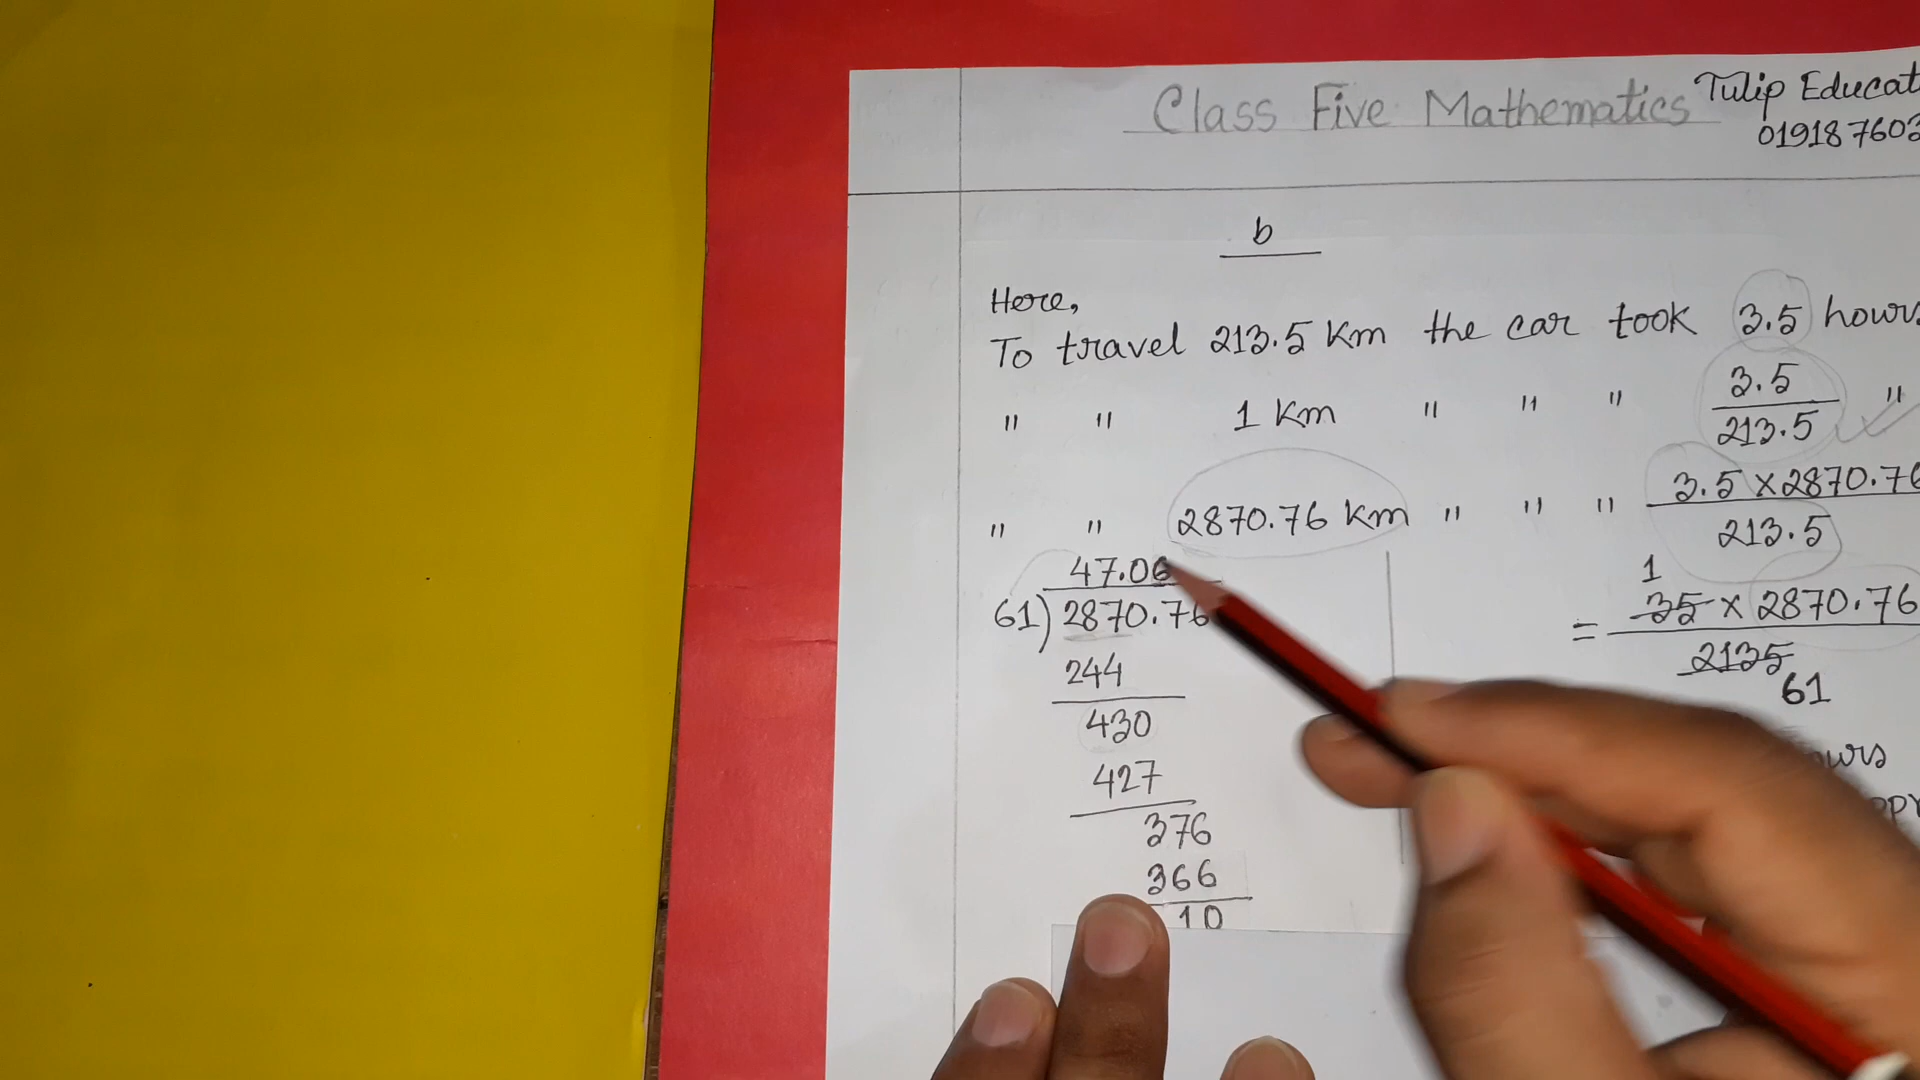 Class Five Mathematics
Tulip Educat
01918 7603
b
Here,
To travel 213.5 Km the car took 3.5 hours
" " 1 Km " " " 3.5 "
213.5
" " 2870.76 Km " " " 3.5 × 2870.76
213.5
47.06
61) 2870.76
244
430
427
376
366
10
1
= 35 × 2870.76
2135
61